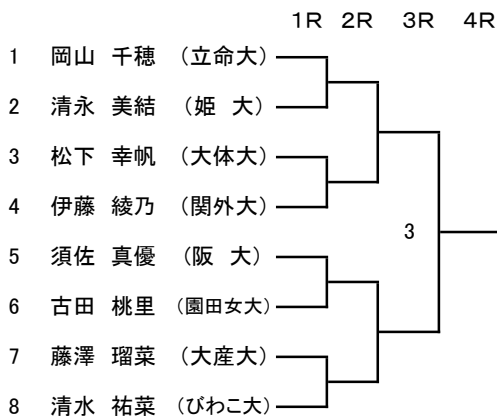 1R 2R 3R 4R
1 岡山 千穂 (立命大)
2 清永 美結 (姫 大)
3 松下 幸帆 (大体大)
4 伊藤 綾乃 (関外大)
3
5 須佐 真優 (阪 大)
6 古田 桃里 (園田女大)
7 藤澤 瑠菜 (大産大)
8 清水 祐菜 (びわこ大)